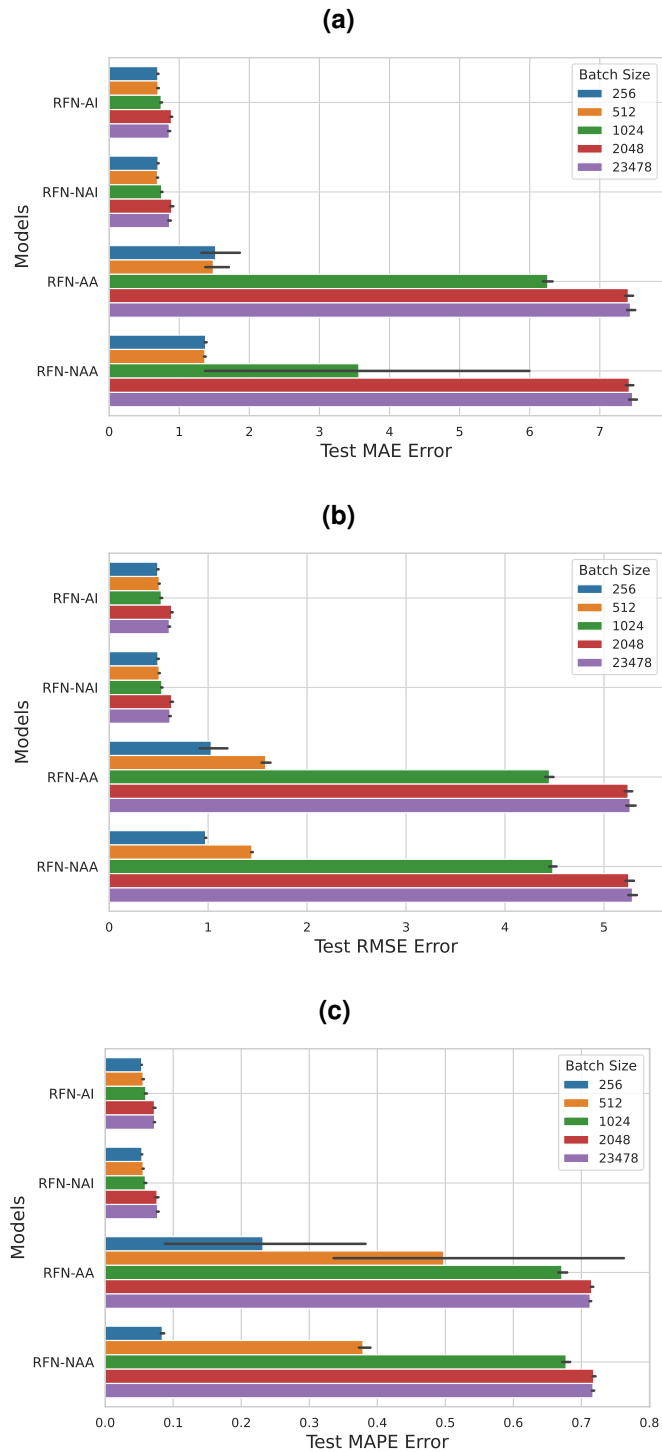 (a)
Models
RFN-AI
RFN-NAI
RFN-AA
RFN-NAA
Batch Size
256
512
1024
2048
23478
0 1 2 3 4 5 6 7
Test MAE Error
(b)
Models
RFN-AI
RFN-NAI
RFN-AA
RFN-NAA
Batch Size
256
512
1024
2048
23478
0 1 2 3 4 5
Test RMSE Error
(c)
Models
RFN-AI
RFN-NAI
RFN-AA
RFN-NAA
Batch Size
256
512
1024
2048
23478
0.0 0.1 0.2 0.3 0.4 0.5 0.6 0.7 0.8
Test MAPE Error